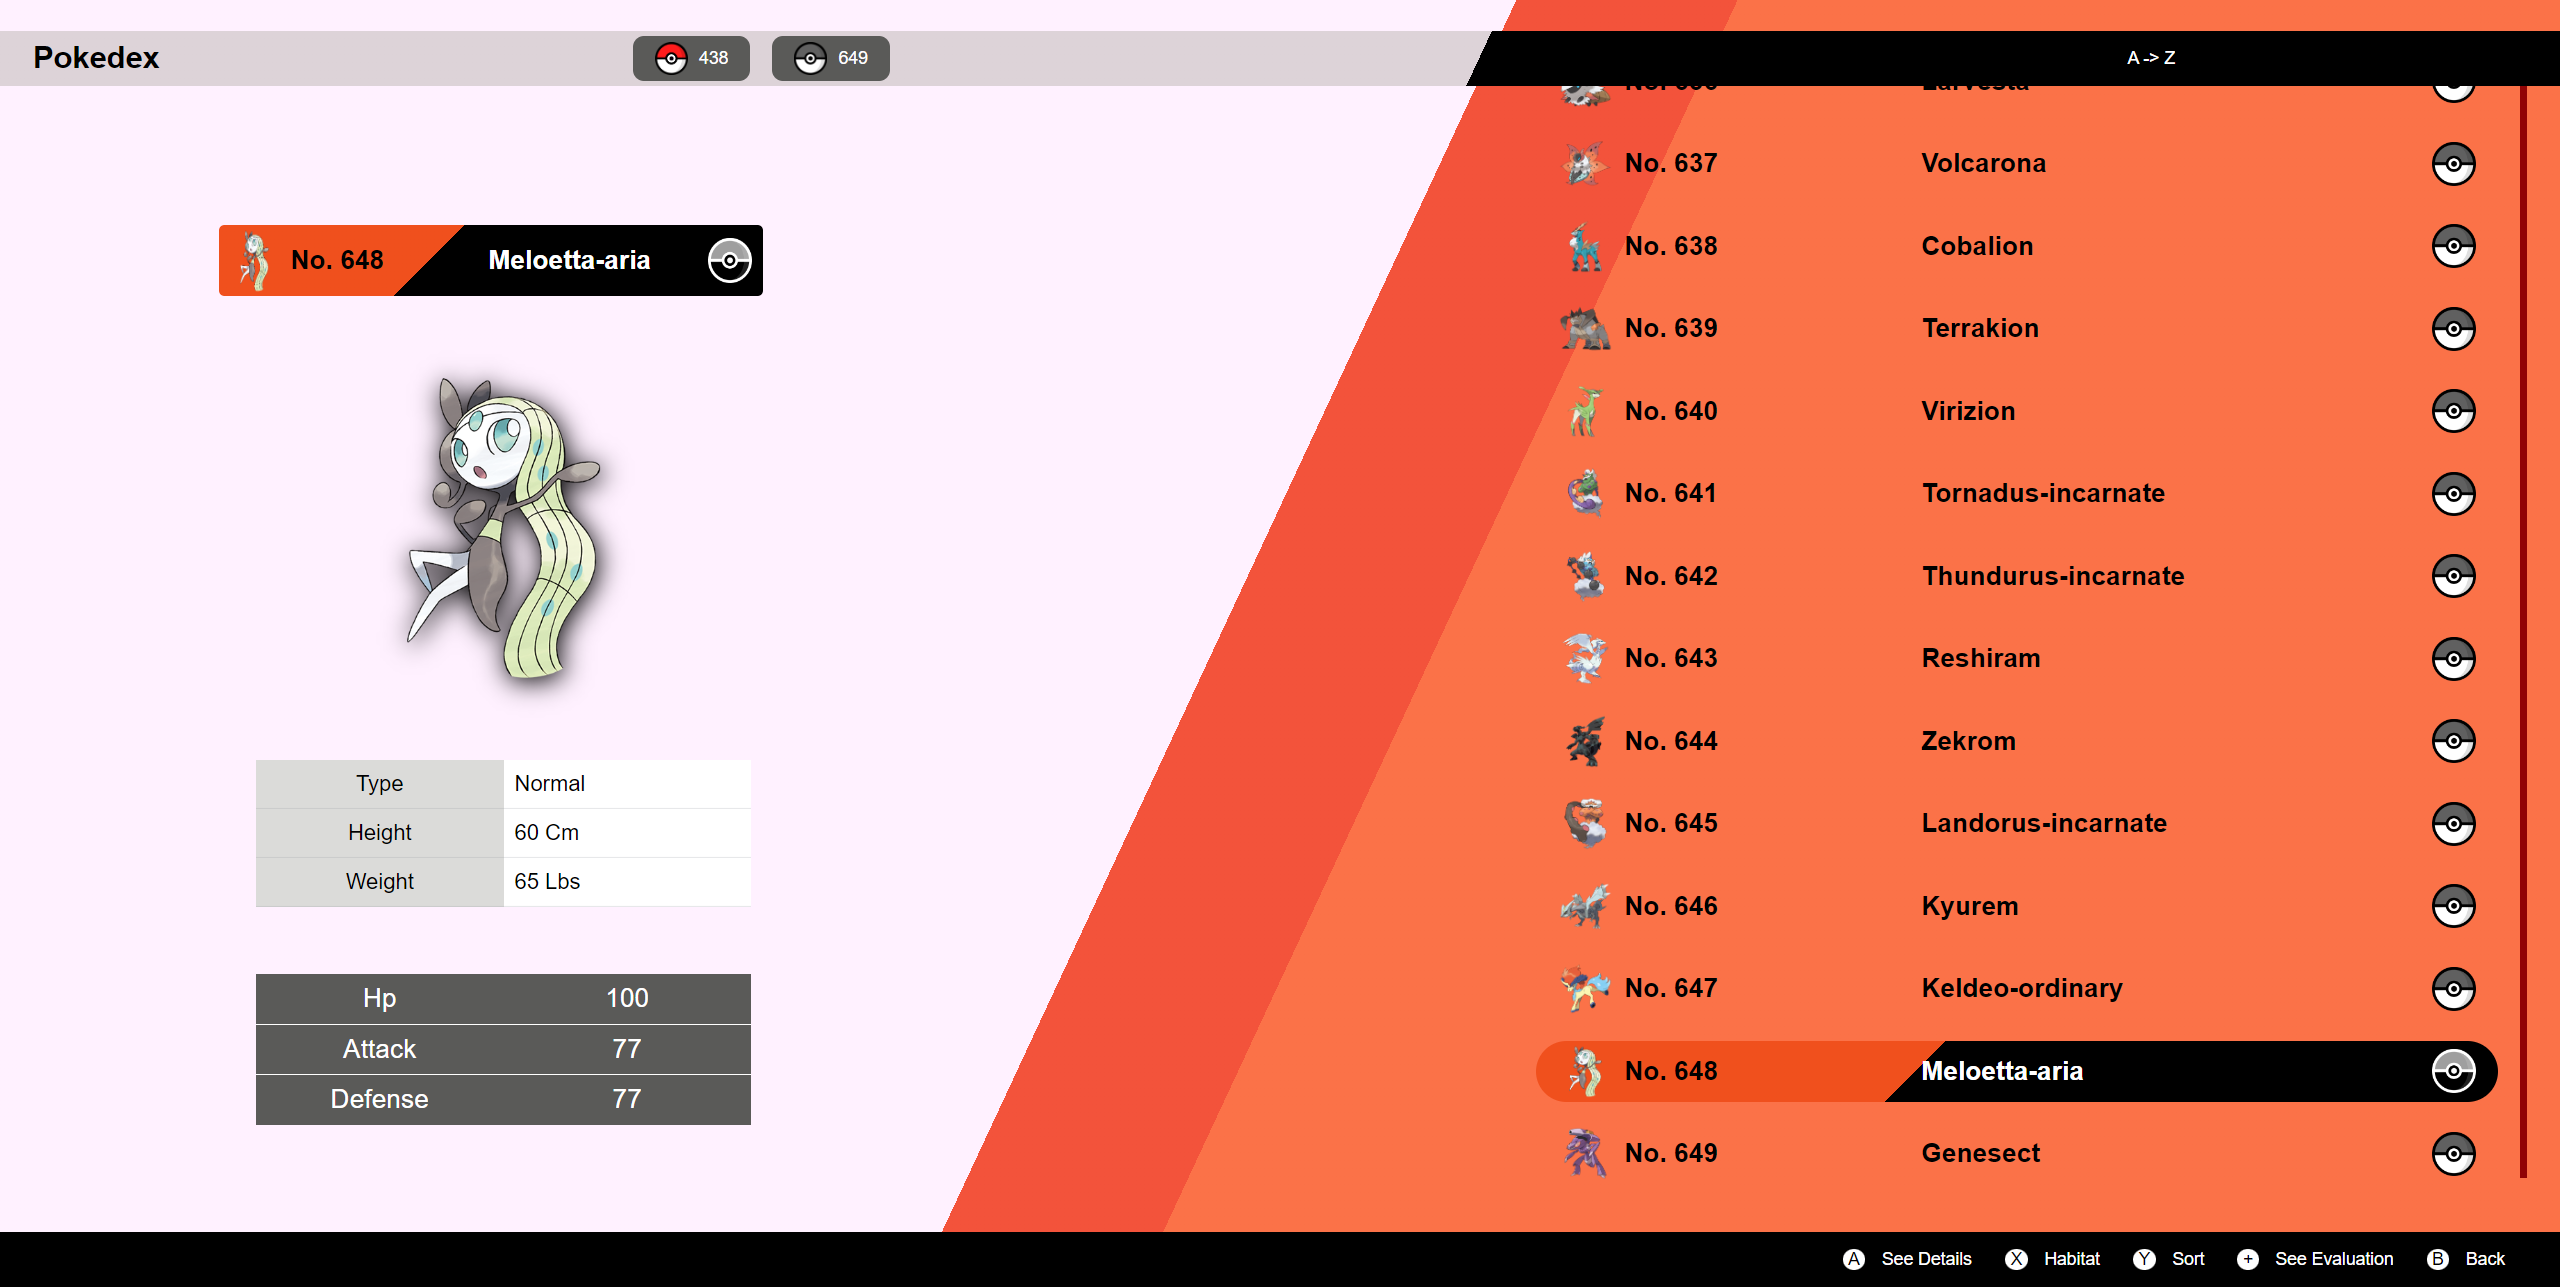 Pokedex
438
649
A -> Z
No. 648 Meloetta-aria
Type Normal
Height 60 Cm
Weight 65 Lbs
Hp 100
Attack 77
Defense 77
No. 637 Volcarona
No. 638 Cobalion
No. 639 Terrakion
No. 640 Virizion
No. 641 Tornadus-incarnate
No. 642 Thundurus-incarnate
No. 643 Reshiram
No. 644 Zekrom
No. 645 Landorus-incarnate
No. 646 Kyurem
No. 647 Keldeo-ordinary
No. 648 Meloetta-aria
No. 649 Genesect
A See Details X Habitat Y Sort + See Evaluation B Back